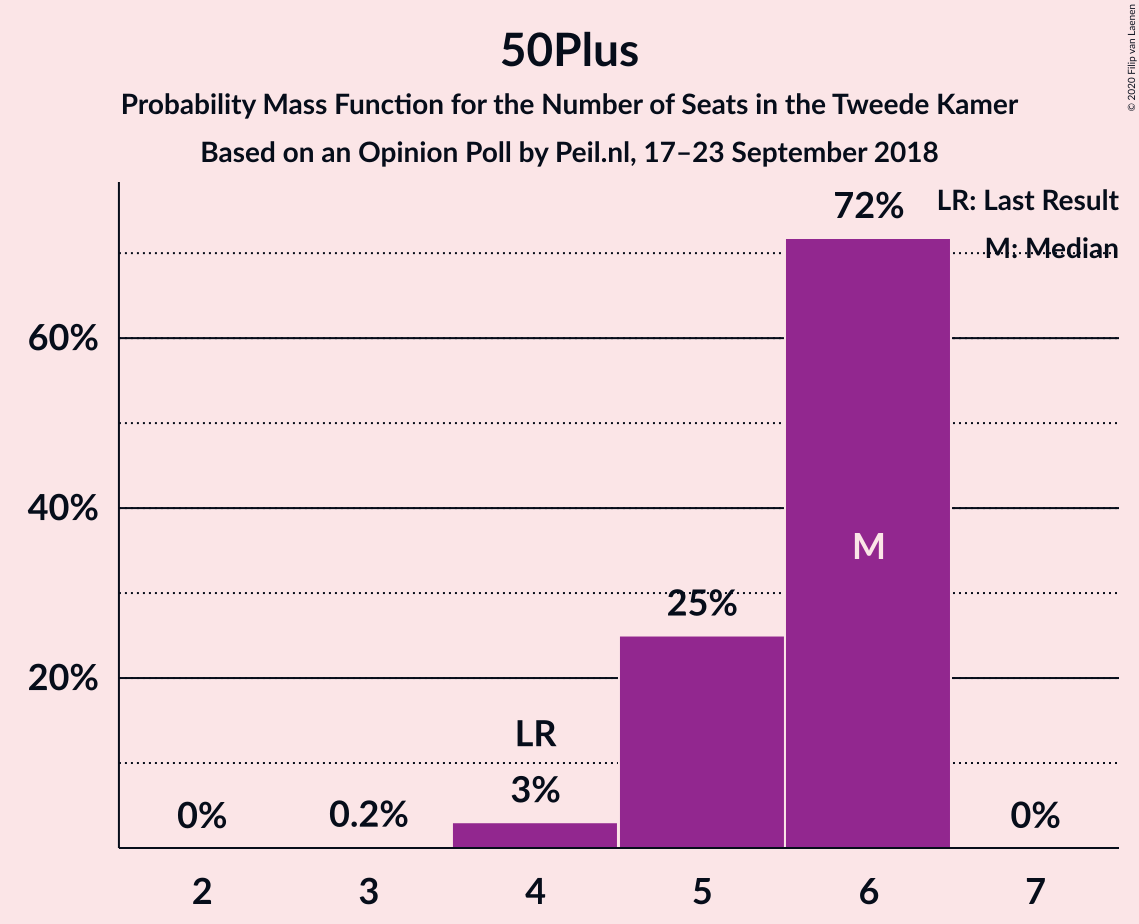 50Plus
Probability Mass Function for the Number of Seats in the Tweede Kamer
Based on an Opinion Poll by Peil.nl, 17–23 September 2018
© 2020 Filip van Laenen
LR: Last Result
M: Median
72%
60%
40%
M
25%
20%
LR
3%
0%
0.2%
0%
2
3
4
5
6
7